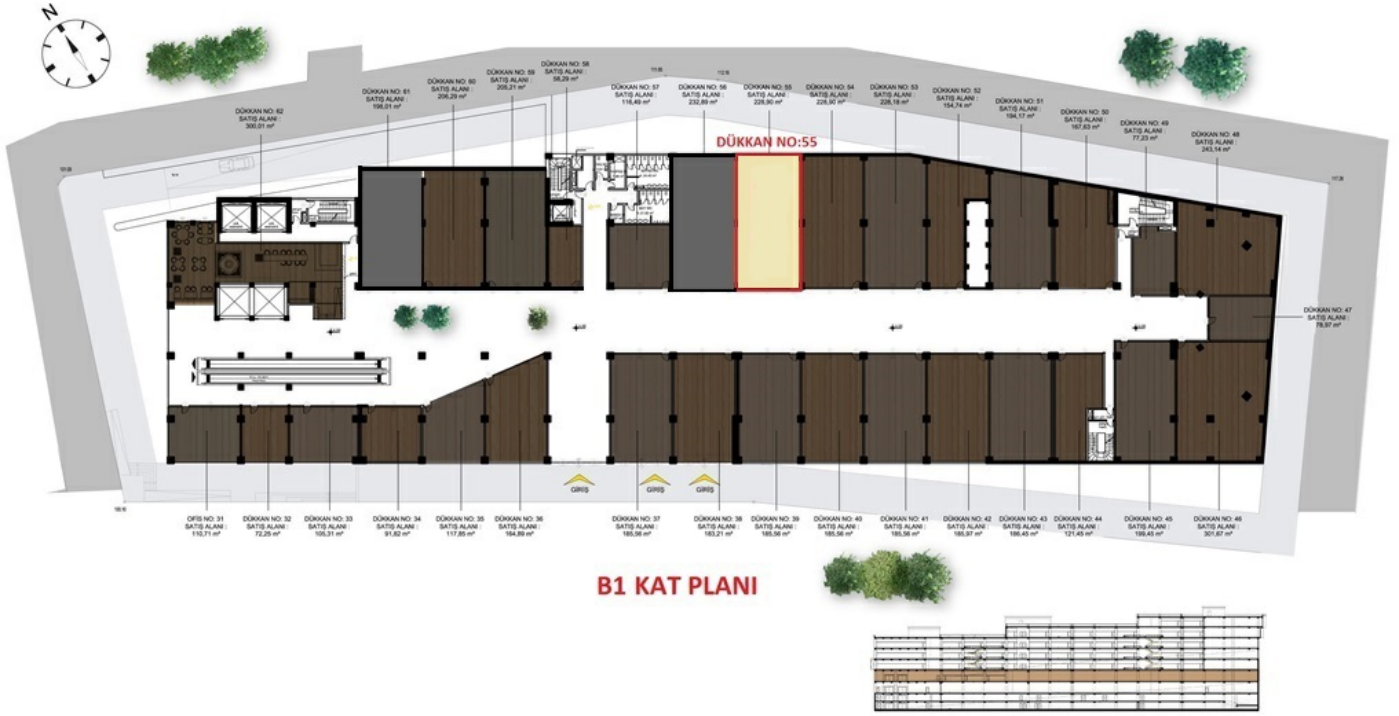 N
DÜKKAN NO: 62
SATIŞ ALANI :
300,01 m²
DÜKKAN NO: 61
SATIŞ ALANI :
198,01 m²
DÜKKAN NO: 60
SATIŞ ALANI :
206,29 m²
DÜKKAN NO: 59
SATIŞ ALANI :
205,21 m²
DÜKKAN NO: 58
SATIŞ ALANI :
58,29 m²
DÜKKAN NO: 57
SATIŞ ALANI :
116,49 m²
DÜKKAN NO: 56
SATIŞ ALANI :
232,89 m²
DÜKKAN NO: 55
SATIŞ ALANI :
228,90 m²
DÜKKAN NO: 54
SATIŞ ALANI :
228,90 m²
DÜKKAN NO: 53
SATIŞ ALANI :
228,18 m²
DÜKKAN NO: 52
SATIŞ ALANI :
154,74 m²
DÜKKAN NO: 51
SATIŞ ALANI :
194,17 m²
DÜKKAN NO: 50
SATIŞ ALANI :
167,63 m²
DÜKKAN NO: 49
SATIŞ ALANI :
77,23 m²
DÜKKAN NO: 48
SATIŞ ALANI :
243,14 m²
DÜKKAN NO:55
DÜKKAN NO: 47
SATIŞ ALANI :
78,97 m²
GİRİŞ
GİRİŞ
GİRİŞ
OFİS NO: 31
SATIŞ ALANI :
110,71 m²
DÜKKAN NO: 32
SATIŞ ALANI :
72,25 m²
DÜKKAN NO: 33
SATIŞ ALANI :
105,31 m²
DÜKKAN NO: 34
SATIŞ ALANI :
91,82 m²
DÜKKAN NO: 35
SATIŞ ALANI :
117,85 m²
DÜKKAN NO: 36
SATIŞ ALANI :
164,89 m²
DÜKKAN NO: 37
SATIŞ ALANI :
185,56 m²
DÜKKAN NO: 38
SATIŞ ALANI :
183,21 m²
DÜKKAN NO: 39
SATIŞ ALANI :
185,56 m²
DÜKKAN NO: 40
SATIŞ ALANI :
185,56 m²
DÜKKAN NO: 41
SATIŞ ALANI :
185,56 m²
DÜKKAN NO: 42
SATIŞ ALANI :
185,97 m²
DÜKKAN NO: 43
SATIŞ ALANI :
186,45 m²
DÜKKAN NO: 44
SATIŞ ALANI :
121,45 m²
DÜKKAN NO: 45
SATIŞ ALANI :
199,45 m²
DÜKKAN NO: 46
SATIŞ ALANI :
301,67 m²
B1 KAT PLANI